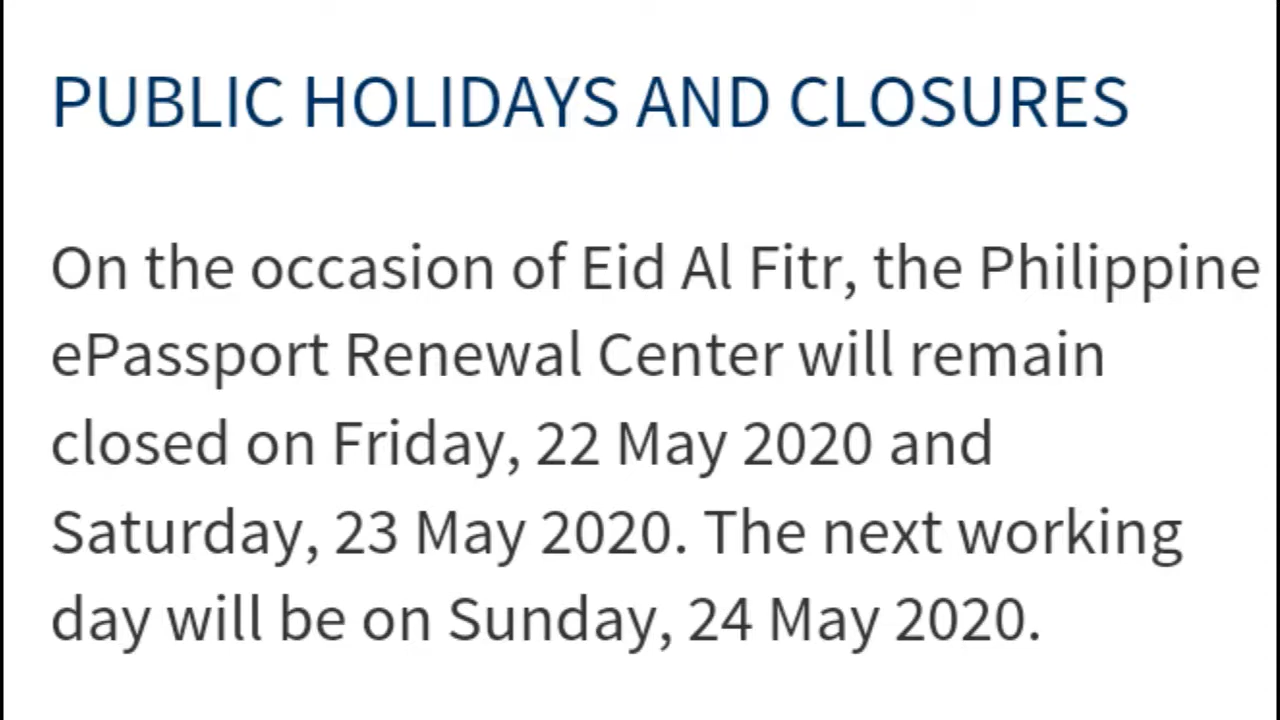 PUBLIC HOLIDAYS AND CLOSURES
On the occasion of Eid Al Fitr, the Philippine
ePassport Renewal Center will remain
closed on Friday, 22 May 2020 and
Saturday, 23 May 2020. The next working
day will be on Sunday, 24 May 2020.